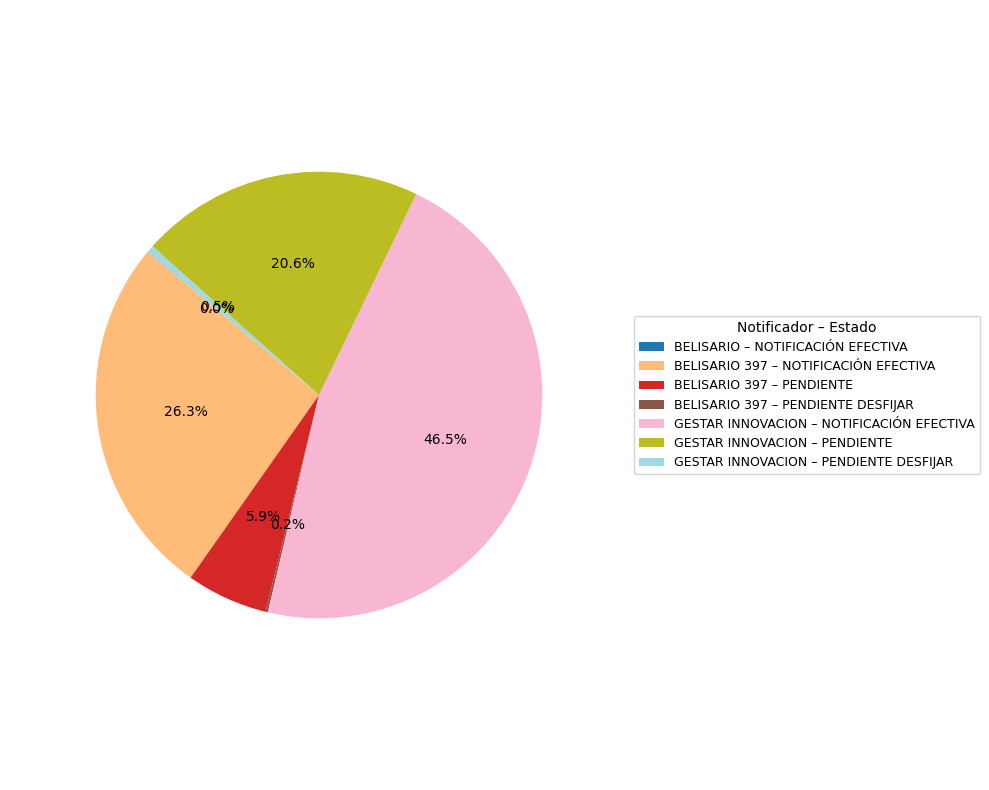 20.6%
0.5%
0.0%
26.3%
46.5%
5.9%
0.2%
Notificador – Estado
BELISARIO – NOTIFICACIÓN EFECTIVA
BELISARIO 397 – NOTIFICACIÓN EFECTIVA
BELISARIO 397 – PENDIENTE
BELISARIO 397 – PENDIENTE DESFIJAR
GESTAR INNOVACION – NOTIFICACIÓN EFECTIVA
GESTAR INNOVACION – PENDIENTE
GESTAR INNOVACION – PENDIENTE DESFIJAR